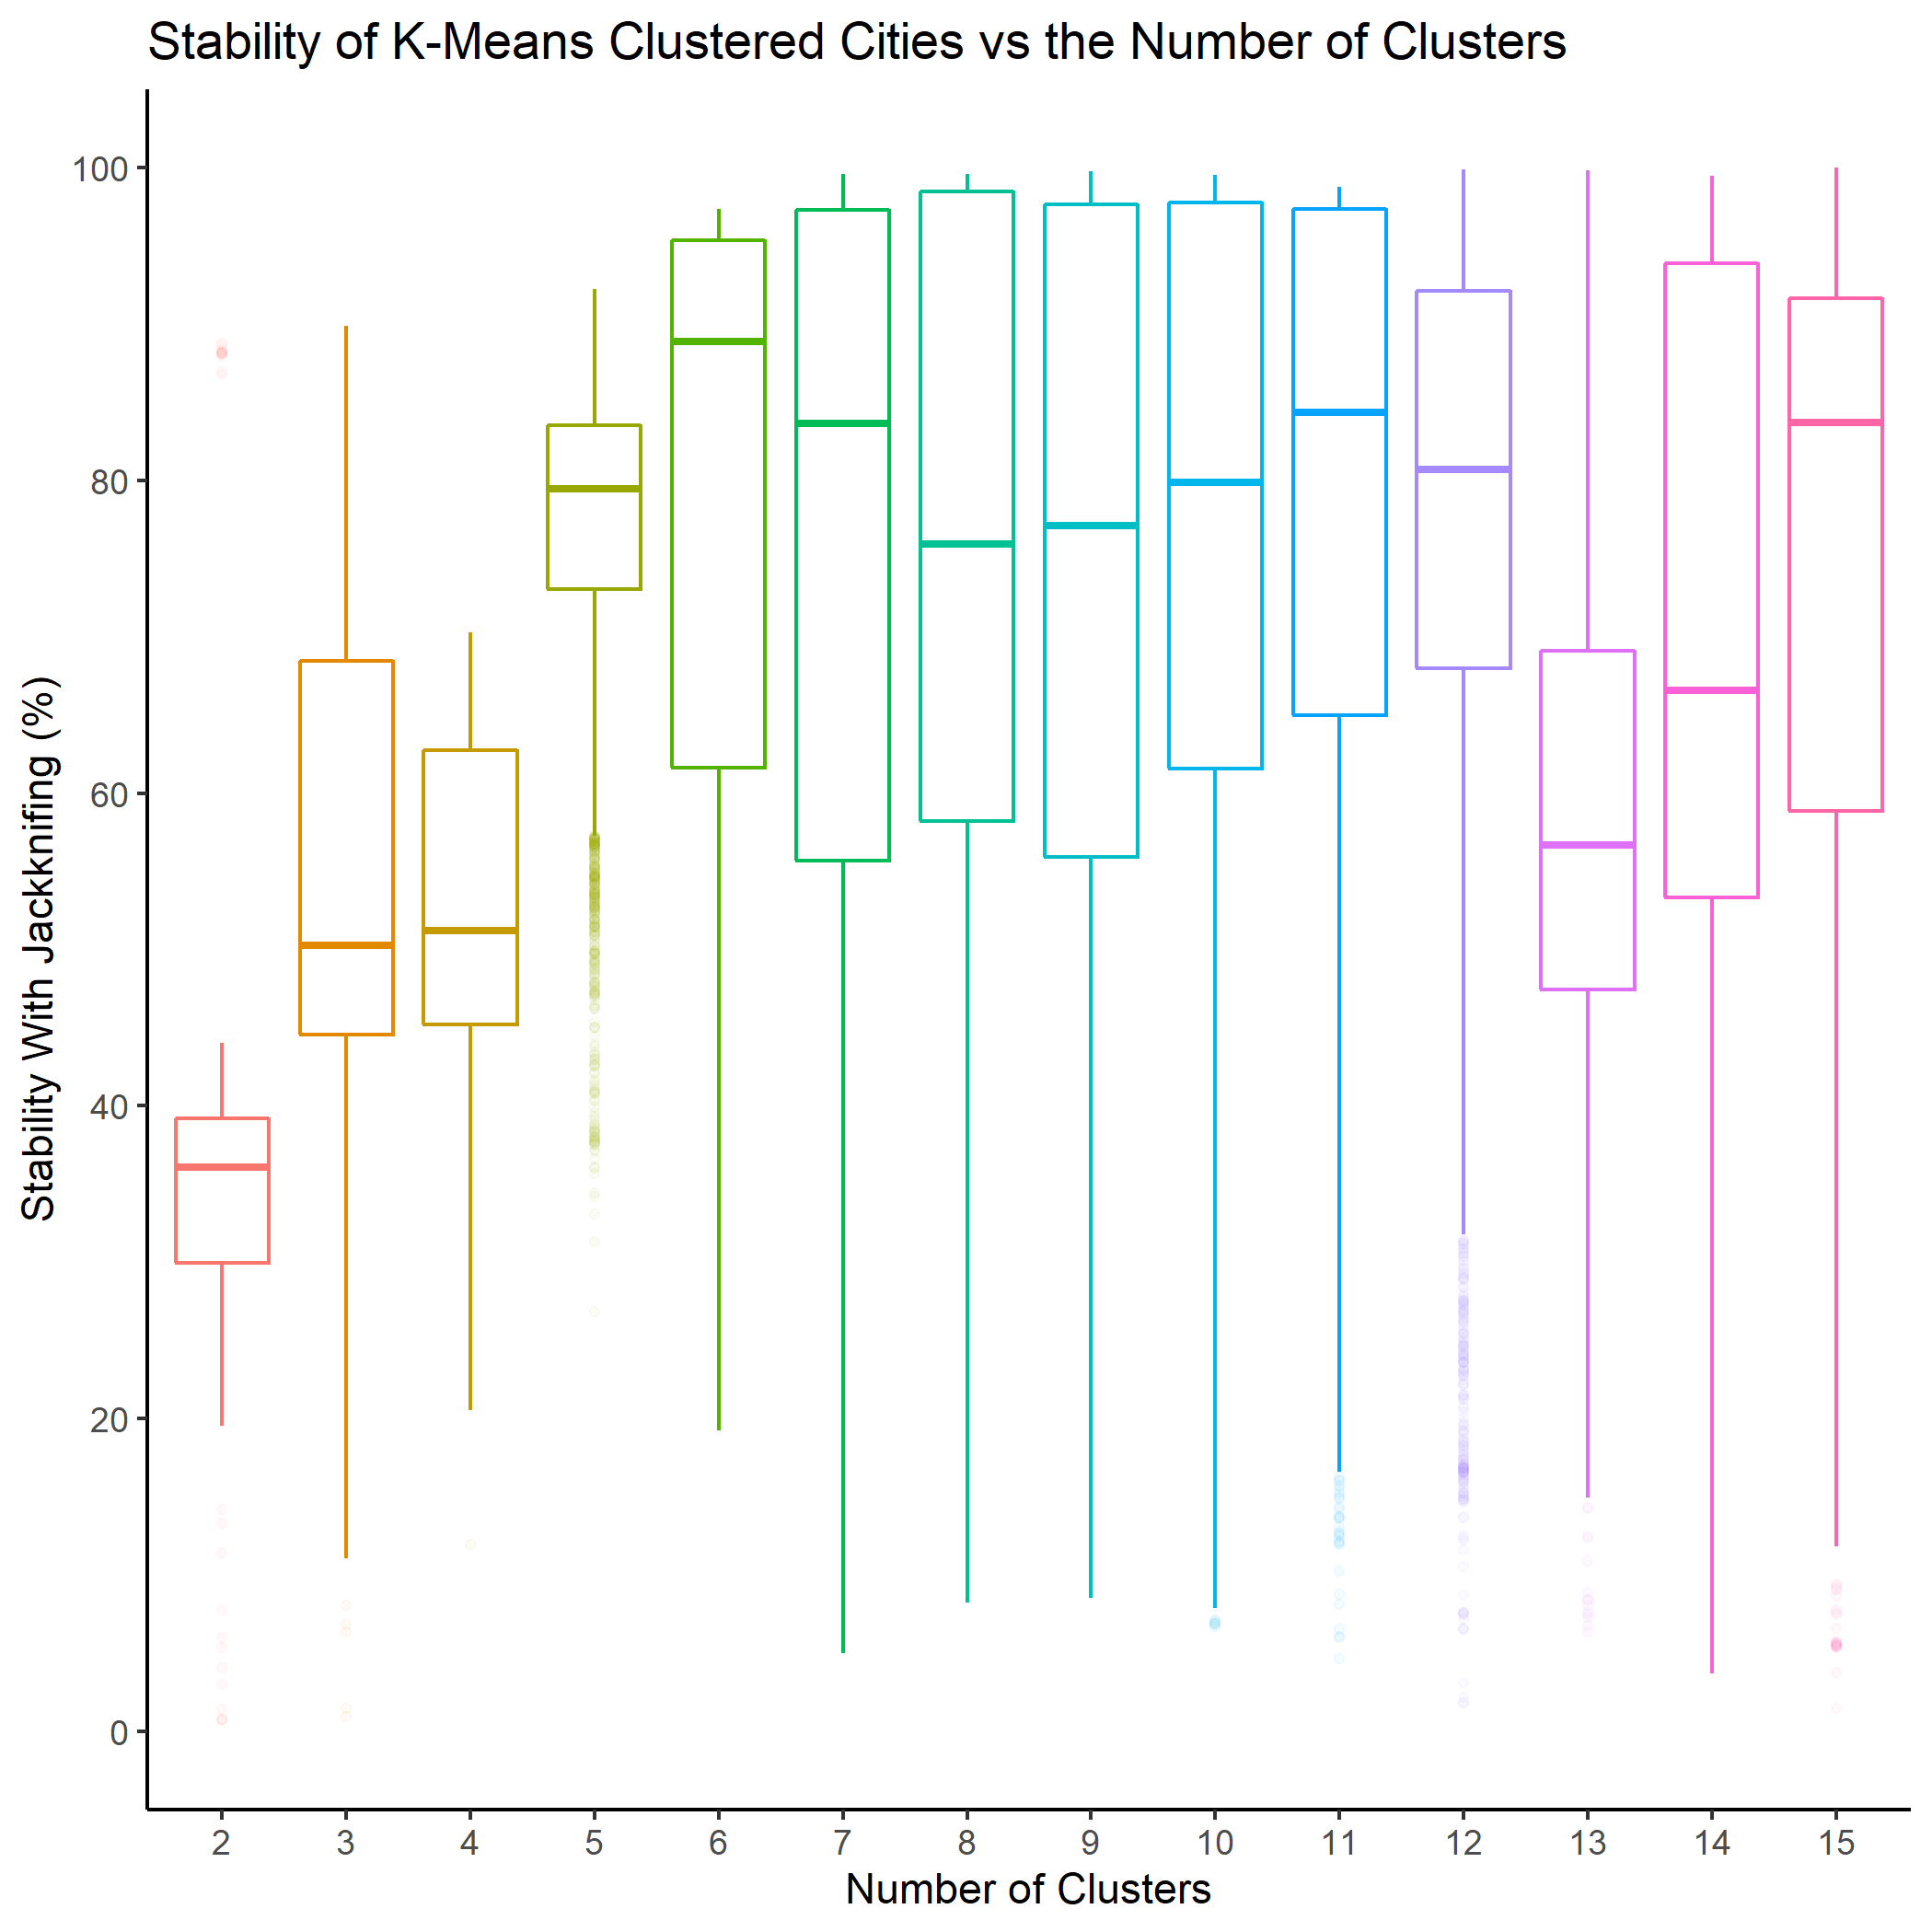 Stability of K-Means Clustered Cities vs the Number of Clusters
Stability With Jackknifing (%)
100
80
60
40
20
0
2 3 4 5 6 7 8 9 10 11 12 13 14 15
Number of Clusters